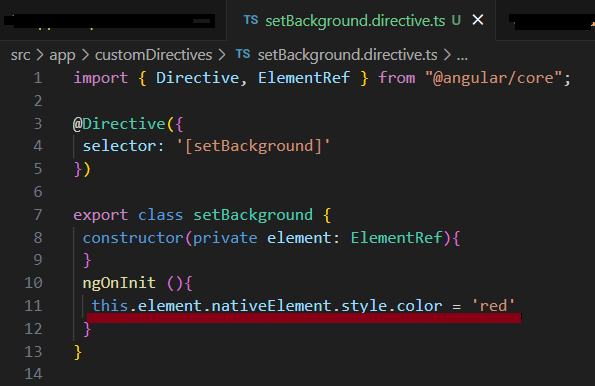 TS setBackground.directive.ts U ×
src > app > customDirectives > TS setBackground.directive.ts > ...
1 import { Directive, ElementRef } from "@angular/core";
2
3 @Directive({
4 selector: '[setBackground]'
5 })
6
7 export class setBackground {
8 constructor(private element: ElementRef){
9 }
10 ngOnInit (){
11 this.element.nativeElement.style.color = 'red'
12 }
13 }
14